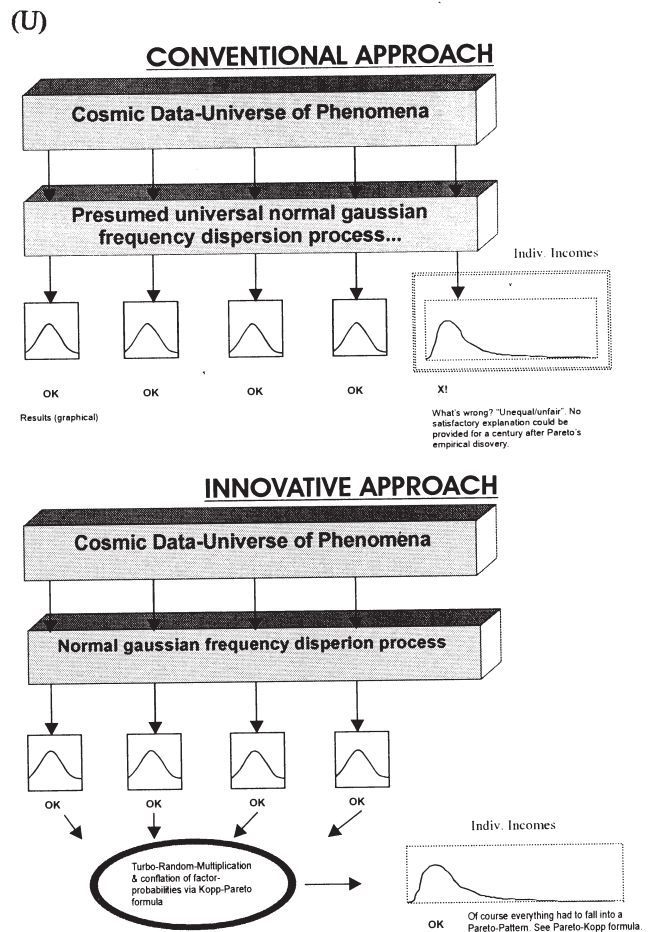 (U)
CONVENTIONAL APPROACH
Cosmic Data-Universe of Phenomena
Presumed universal normal gaussian
frequency dispersion process...
Indiv. Incomes
OK
OK
OK
OK
X!
Results (graphical)
What's wrong? "Unequal/unfair". No
satisfactory explanation could be
provided for a century after Pareto's
empirical disovery.
INNOVATIVE APPROACH
Cosmic Data-Universe of Phenomena
Normal gaussian frequency disperion process
OK
OK
OK
OK
Indiv. Incomes
Turbo-Random-Multiplication
& conflation of factor-
probabilities via Kopp-Pareto
formula
OK
Of course everything had to fall into a
Pareto-Pattern. See Pareto-Kopp formula.